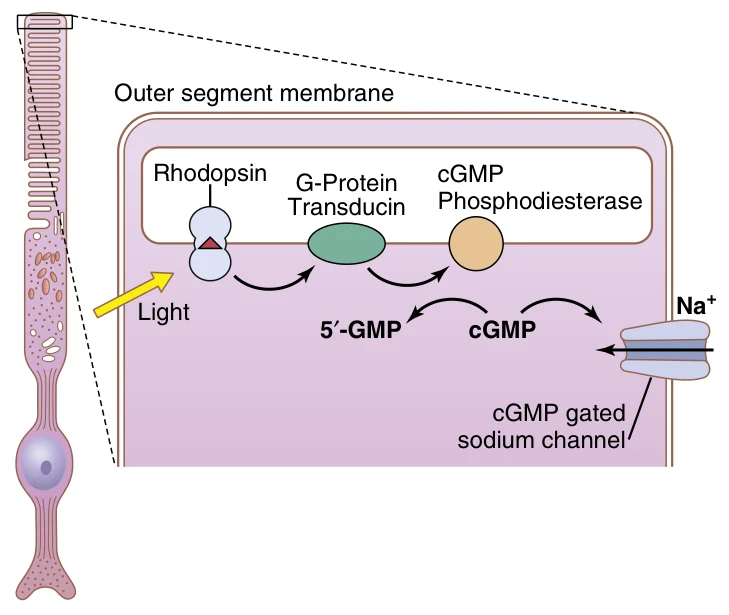 Outer segment membrane
Rhodopsin
G-Protein
Transducin
cGMP
Phosphodiesterase
Light
5′-GMP
cGMP
Na⁺
cGMP gated
sodium channel